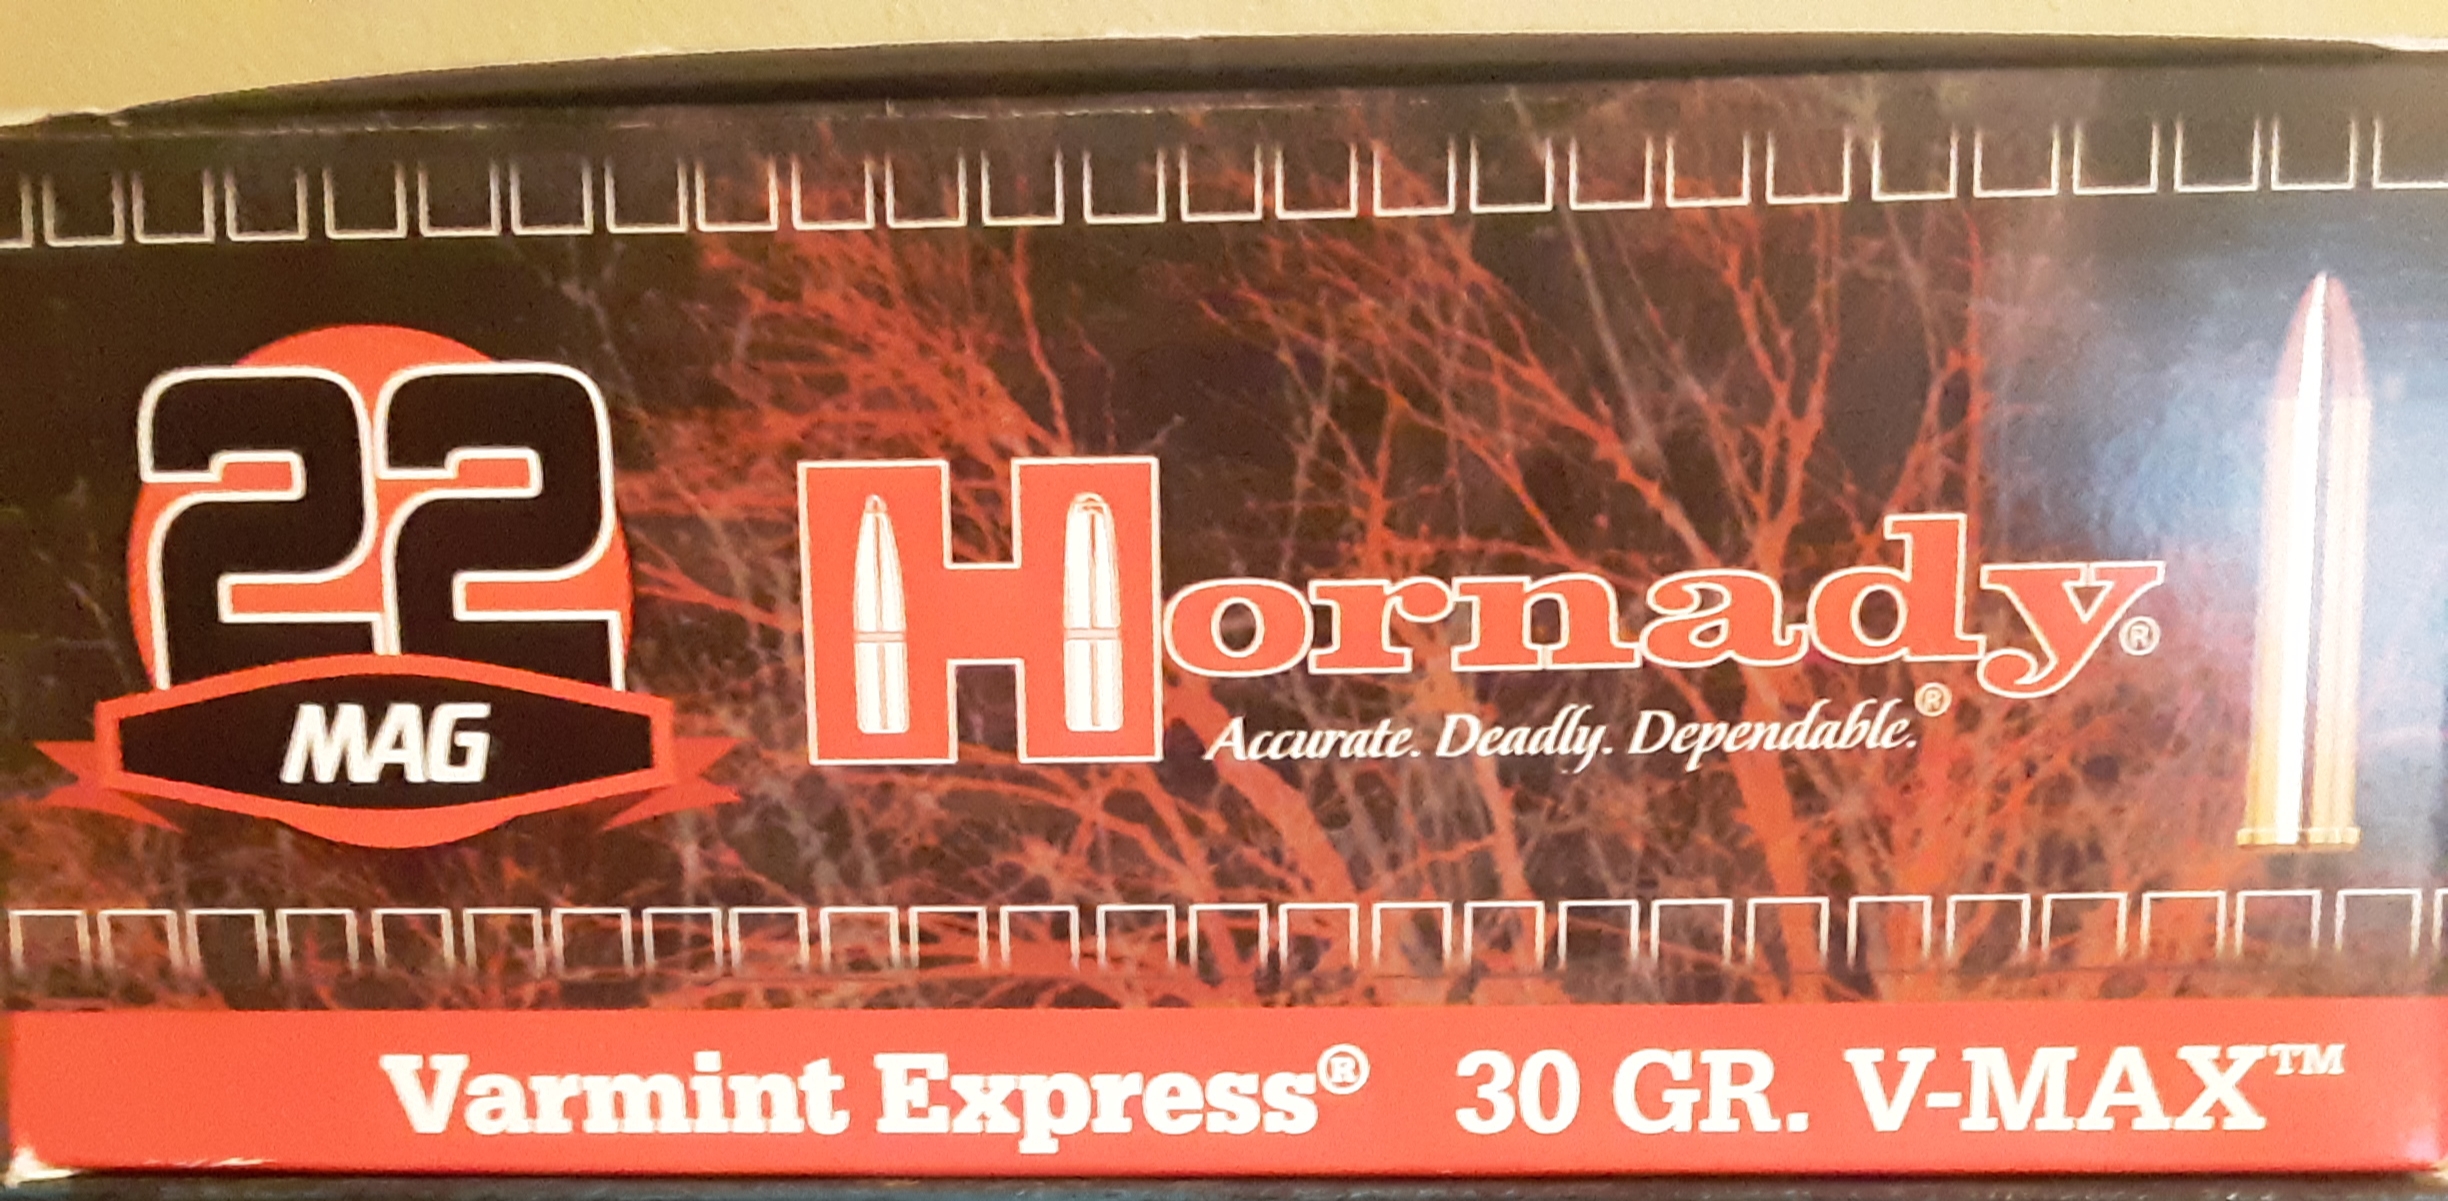 22
MAG
Hornady®
Accurate. Deadly. Dependable.®
Varmint Express® 30 GR. V-MAX™